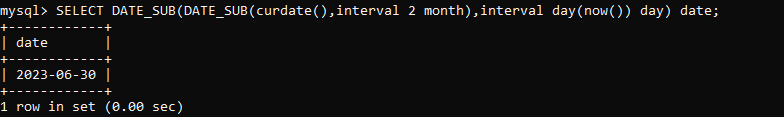 mysql> SELECT DATE_SUB(DATE_SUB(curdate(),interval 2 month),interval day(now()) day) date;
+------------+
| date       |
+------------+
| 2023-06-30 |
+------------+
1 row in set (0.00 sec)